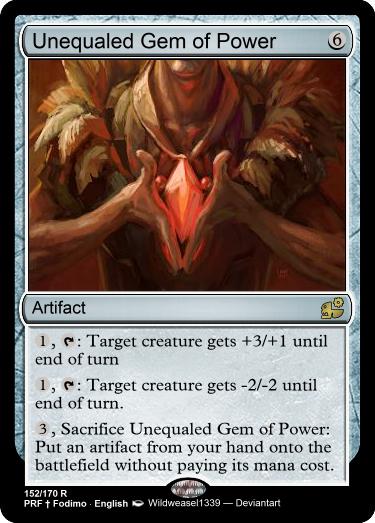 Unequaled Gem of Power 6
Artifact
1, T: Target creature gets +3/+1 until
end of turn
1, T: Target creature gets -2/-2 until
end of turn.
3, Sacrifice Unequaled Gem of Power:
Put an artifact from your hand onto the
battlefield without paying its mana cost.
152/170 R
PRF † Fodimo · English Wildweasel1339 — Deviantart